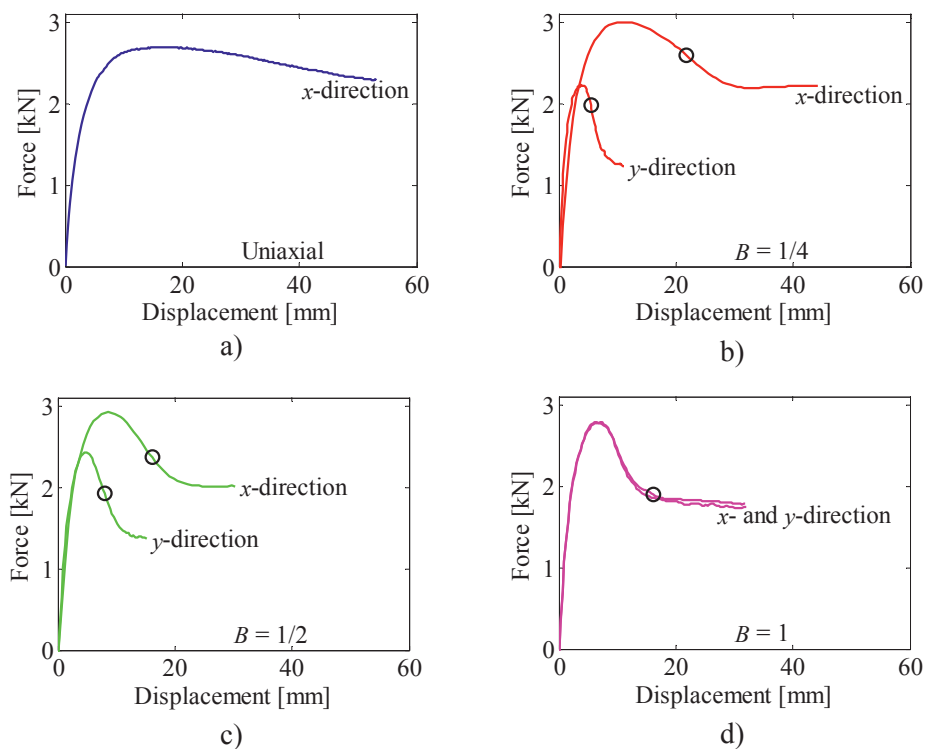 3
2
1
0
Force [kN]
x-direction
Uniaxial
0 20 40 60
Displacement [mm]
a)
3
2
1
0
Force [kN]
x-direction
y-direction
B = 1/4
0 20 40 60
Displacement [mm]
b)
3
2
1
0
Force [kN]
x-direction
y-direction
B = 1/2
0 20 40 60
Displacement [mm]
c)
3
2
1
0
Force [kN]
x- and y-direction
B = 1
0 20 40 60
Displacement [mm]
d)